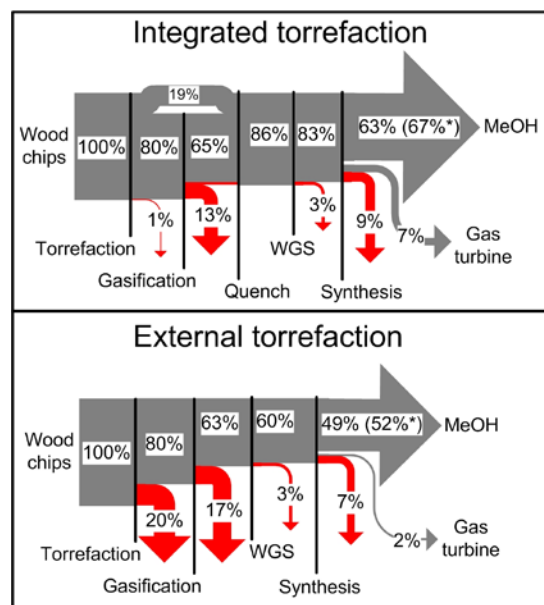 Integrated torrefaction
19%
Wood
chips
100%
80%
65%
86%
83%
63% (67%*)
MeOH
1%
13%
3%
9%
7%
Gas
turbine
Torrefaction
Gasification
Quench
WGS
Synthesis
External torrefaction
Wood
chips
100%
80%
63%
60%
49% (52%*)
MeOH
20%
17%
3%
7%
2%
Gas
turbine
Torrefaction
Gasification
WGS
Synthesis